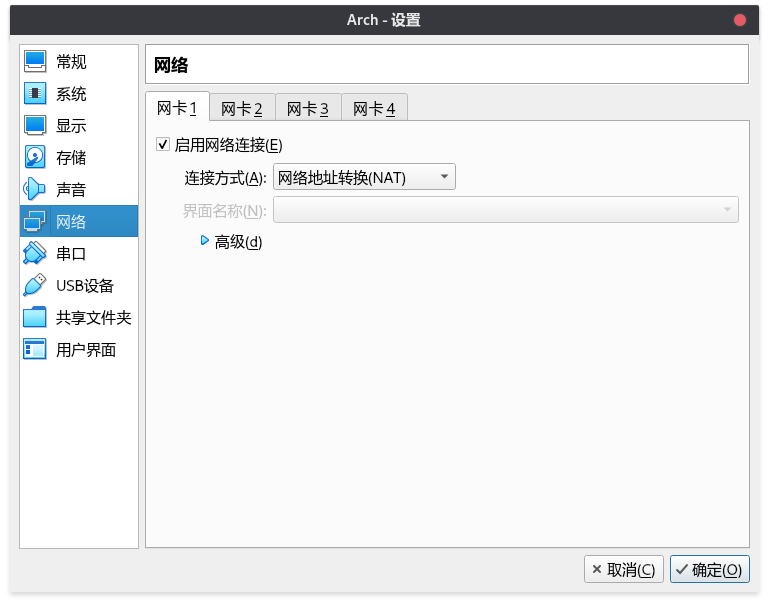 Arch - 设置
常规
系统
显示
存储
声音
网络
串口
USB设备
共享文件夹
用户界面
网络
网卡1 网卡2 网卡3 网卡4
启用网络连接(E)
连接方式(A): 网络地址转换(NAT)
界面名称(N):
高级(d)
取消(C) 确定(O)